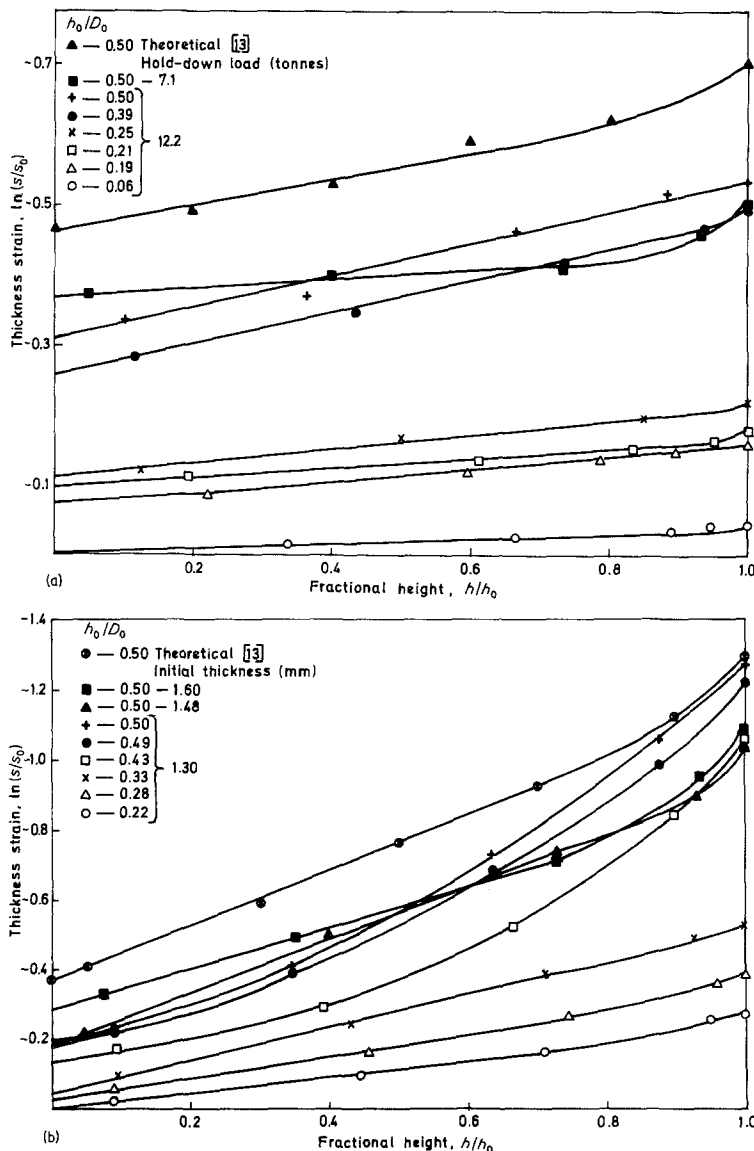 h₀/D₀
▲ — 0.50 Theoretical [13]
Hold-down load (tonnes)
■ — 0.50 — 7.1
+ — 0.50
● — 0.39
x — 0.25
□ — 0.21
△ — 0.19
○ — 0.06
12.2
Thickness strain, ln(s/s₀)
-0.7
-0.5
-0.3
-0.1
0.2
0.4
0.6
0.8
1.0
(a)
Fractional height, h/h₀
h₀/D₀
0.50 Theoretical [13]
Initial thickness (mm)
■ — 0.50 — 1.60
▲ — 0.50 — 1.48
+ — 0.50
● — 0.49
□ — 0.43
x — 0.33
△ — 0.28
○ — 0.22
1.30
Thickness strain, ln(s/s₀)
-1.4
-1.2
-1.0
-0.8
-0.6
-0.4
-0.2
0.2
0.4
0.6
0.8
1.0
(b)
Fractional height, h/h₀